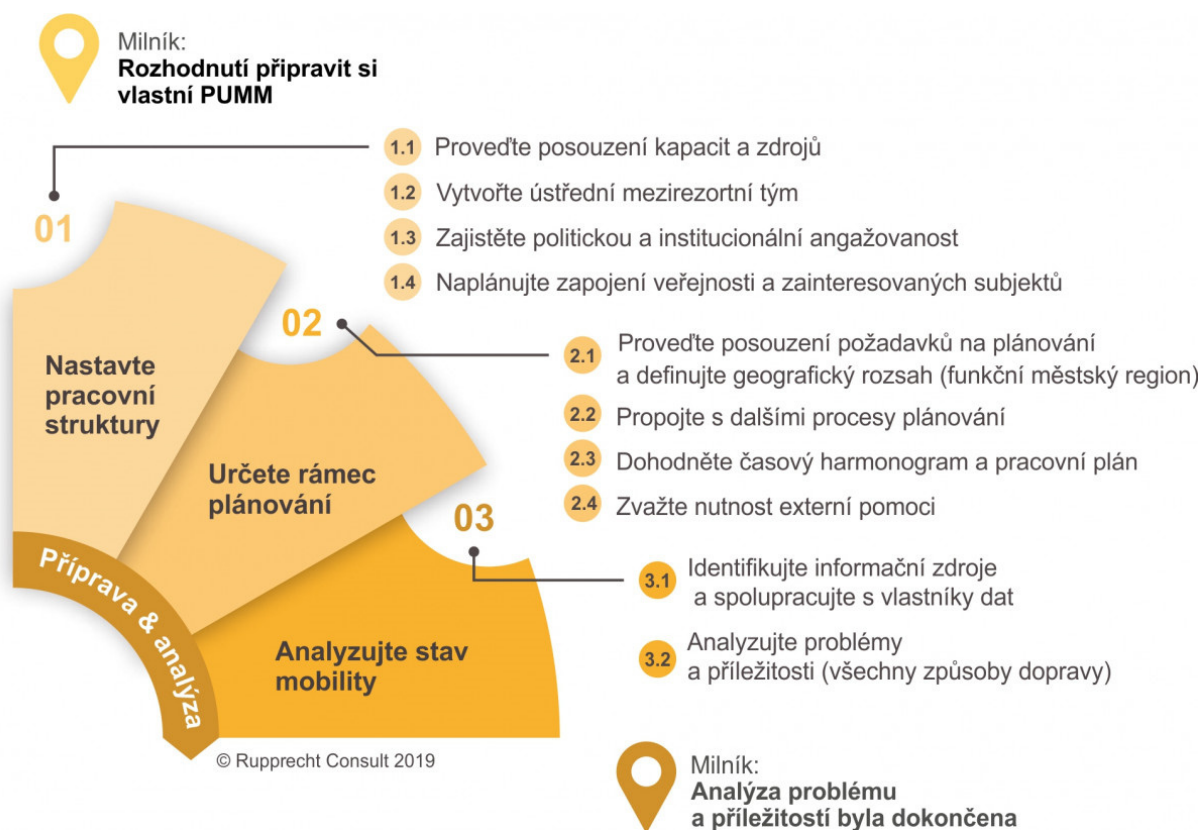 Milník:
Rozhodnutí připravit si
vlastní PUMM
01
1.1 Proveďte posouzení kapacit a zdrojů
1.2 Vytvořte ústřední mezirezortní tým
1.3 Zajistěte politickou a institucionální angažovanost
1.4 Naplánujte zapojení veřejnosti a zainteresovaných subjektů
Nastavte
pracovní
struktury
02
2.1 Proveďte posouzení požadavků na plánování
a definujte geografický rozsah (funkční městský region)
2.2 Propojte s dalšími procesy plánování
2.3 Dohodněte časový harmonogram a pracovní plán
2.4 Zvažte nutnost externí pomoci
Určete rámec
plánování
03
3.1 Identifikujte informační zdroje
a spolupracujte s vlastníky dat
3.2 Analyzujte problémy
a příležitosti (všechny způsoby dopravy)
Analyzujte stav
mobility
Příprava & analýza
© Rupprecht Consult 2019
Milník:
Analýza problému
a příležitostí byla dokončena